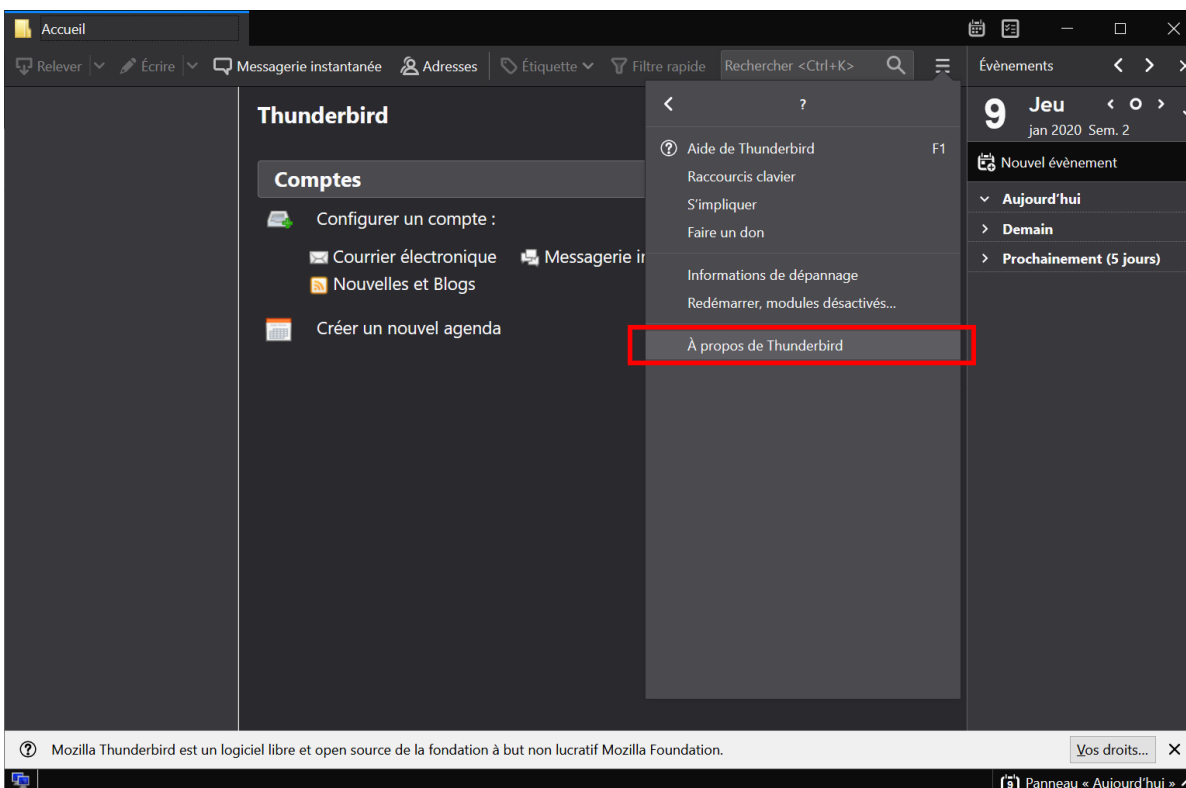 Accueil
Relever Écrire Messagerie instantanée Adresses Étiquette Filtre rapide Rechercher <Ctrl+K>
Évènements
Thunderbird
Comptes
Configurer un compte :
Courrier électronique Messagerie in
Nouvelles et Blogs
Créer un nouvel agenda
?
Aide de Thunderbird F1
Raccourcis clavier
S'impliquer
Faire un don
Informations de dépannage
Redémarrer, modules désactivés...
À propos de Thunderbird
9 Jeu
jan 2020 Sem. 2
Nouvel évènement
Aujourd'hui
Demain
Prochainement (5 jours)
Mozilla Thunderbird est un logiciel libre et open source de la fondation à but non lucratif Mozilla Foundation.
Vos droits...
9 Panneau « Aujourd'hui »